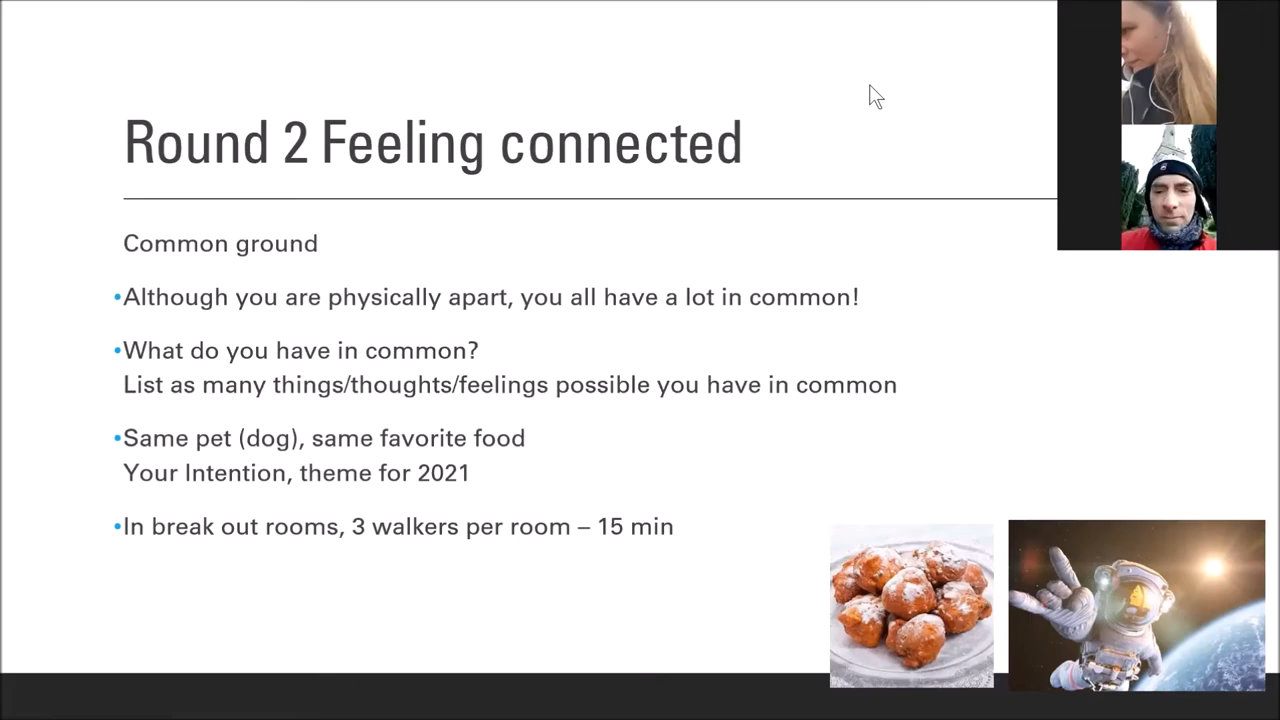 Round 2 Feeling connected
Common ground
•Although you are physically apart, you all have a lot in common!
•What do you have in common?
List as many things/thoughts/feelings possible you have in common
•Same pet (dog), same favorite food
Your Intention, theme for 2021
•In break out rooms, 3 walkers per room – 15 min